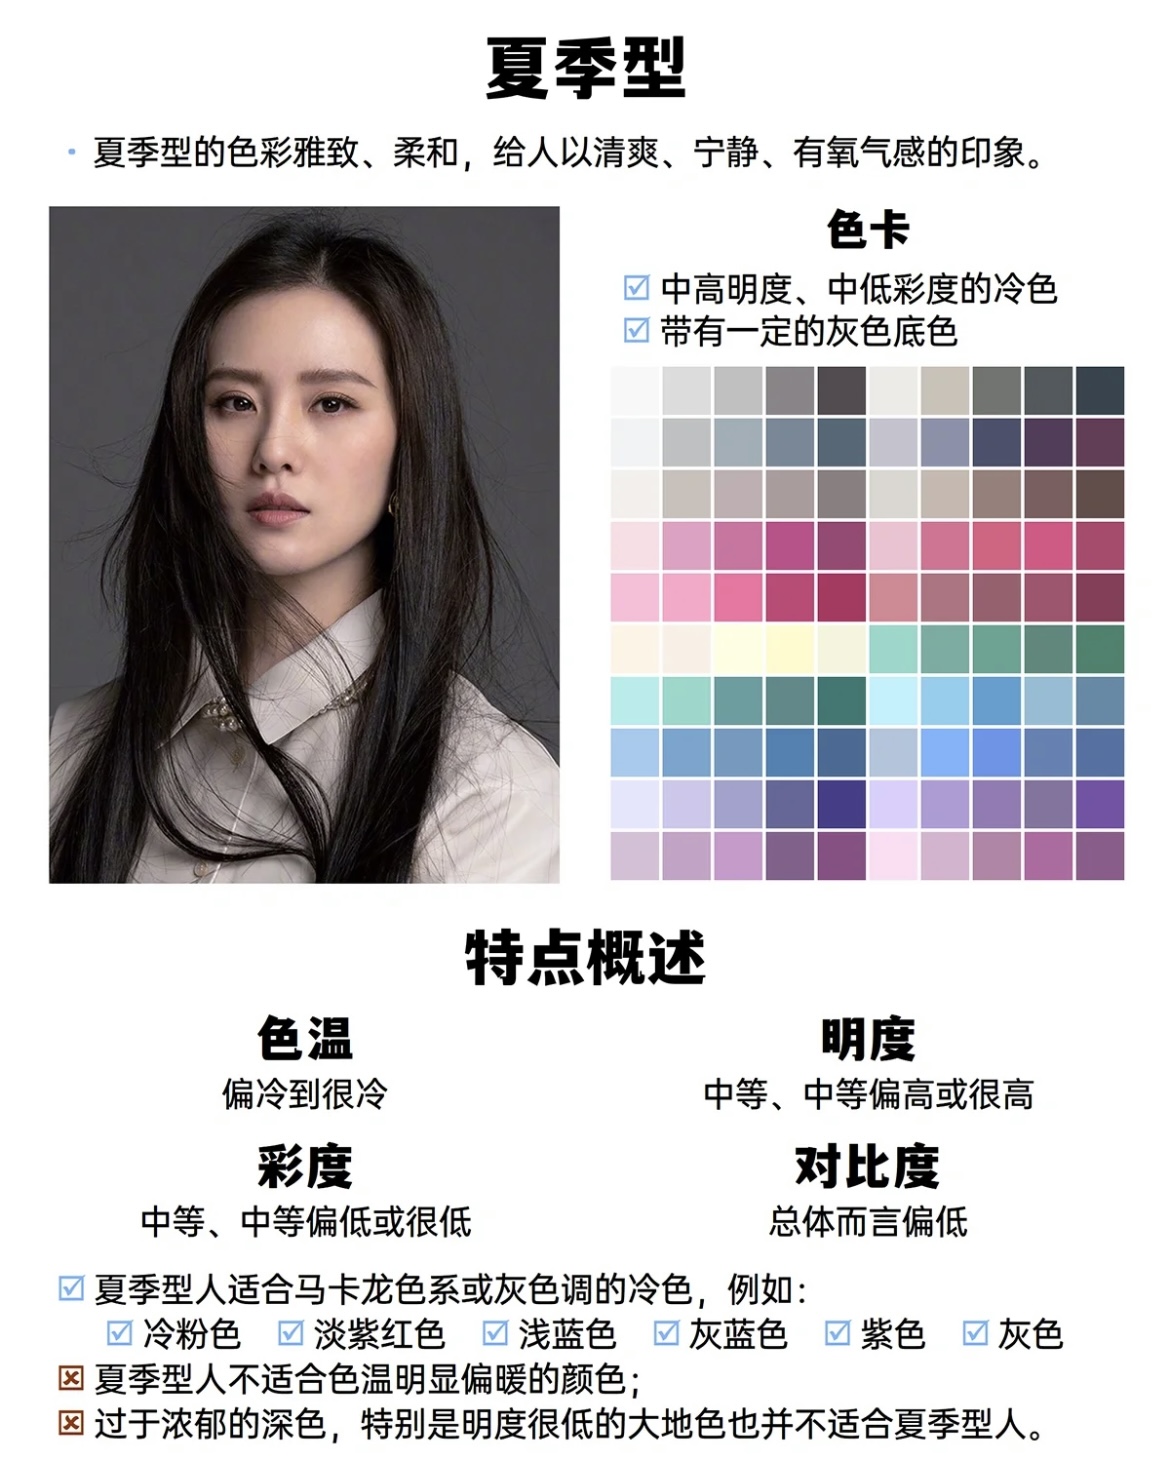 夏季型
· 夏季型的色彩雅致、柔和，给人以清爽、宁静、有氧气感的印象。
色卡
☑ 中高明度、中低彩度的冷色
☑ 带有一定的灰色底色
特点概述
色温
偏冷到很冷
明度
中等、中等偏高或很高
彩度
中等、中等偏低或很低
对比度
总体而言偏低
☑ 夏季型人适合马卡龙色系或灰色调的冷色，例如：
☑ 冷粉色 ☑ 淡紫红色 ☑ 浅蓝色 ☑ 灰蓝色 ☑ 紫色 ☑ 灰色
☒ 夏季型人不适合色温明显偏暖的颜色；
☒ 过于浓郁的深色，特别是明度很低的大地色也并不适合夏季型人。